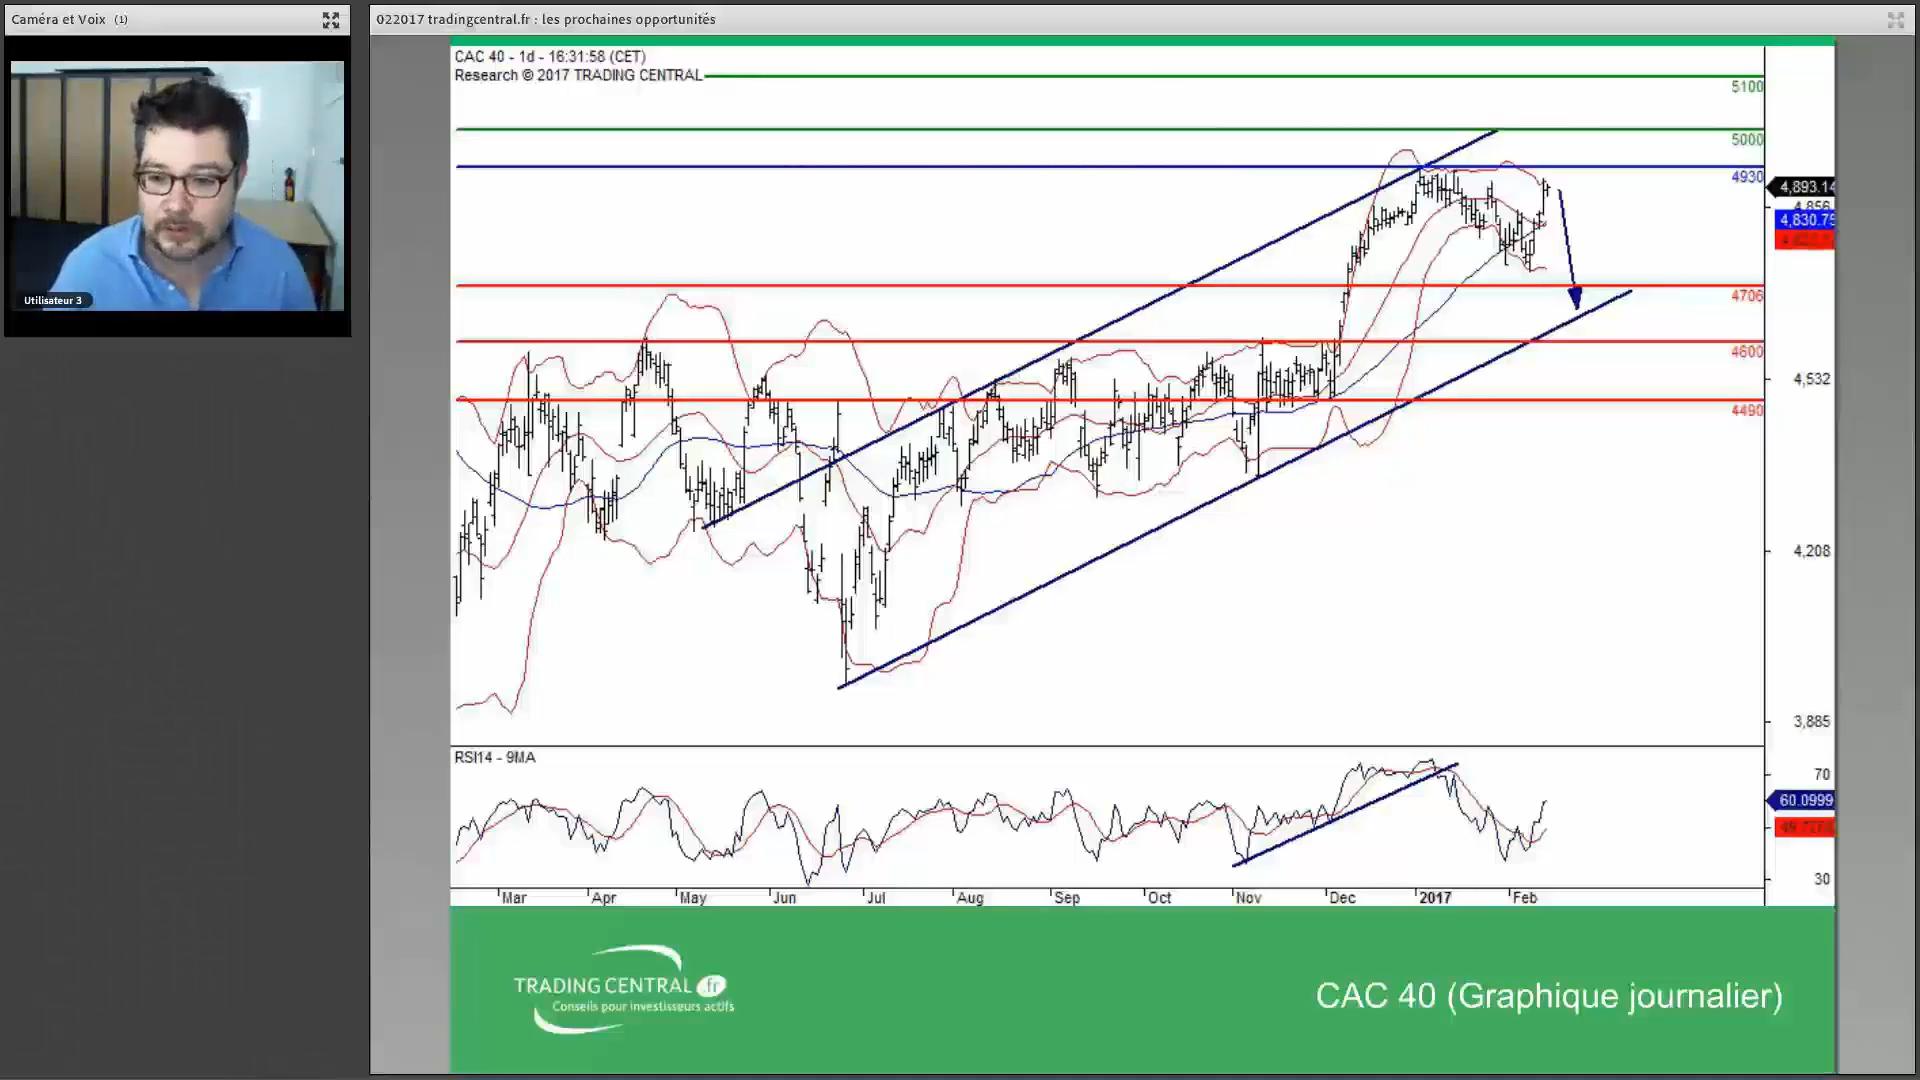 Caméra et Voix (1)
Utilisateur 3
022017 tradingcentral.fr : les prochaines opportunités
CAC 40 - 1d - 16:31:58 (CET)
Research © 2017 TRADING CENTRAL
5100
5000
4930
4,893.14
4,856
4,830.75
4706
4600
4,532
4490
4,208
3,885
RSI14 - 9MA
70
60.0999
30
Mar Apr May Jun Jul Aug Sep Oct Nov Dec 2017 Feb
TRADING CENTRAL .fr
Conseils pour investisseurs actifs
CAC 40 (Graphique journalier)